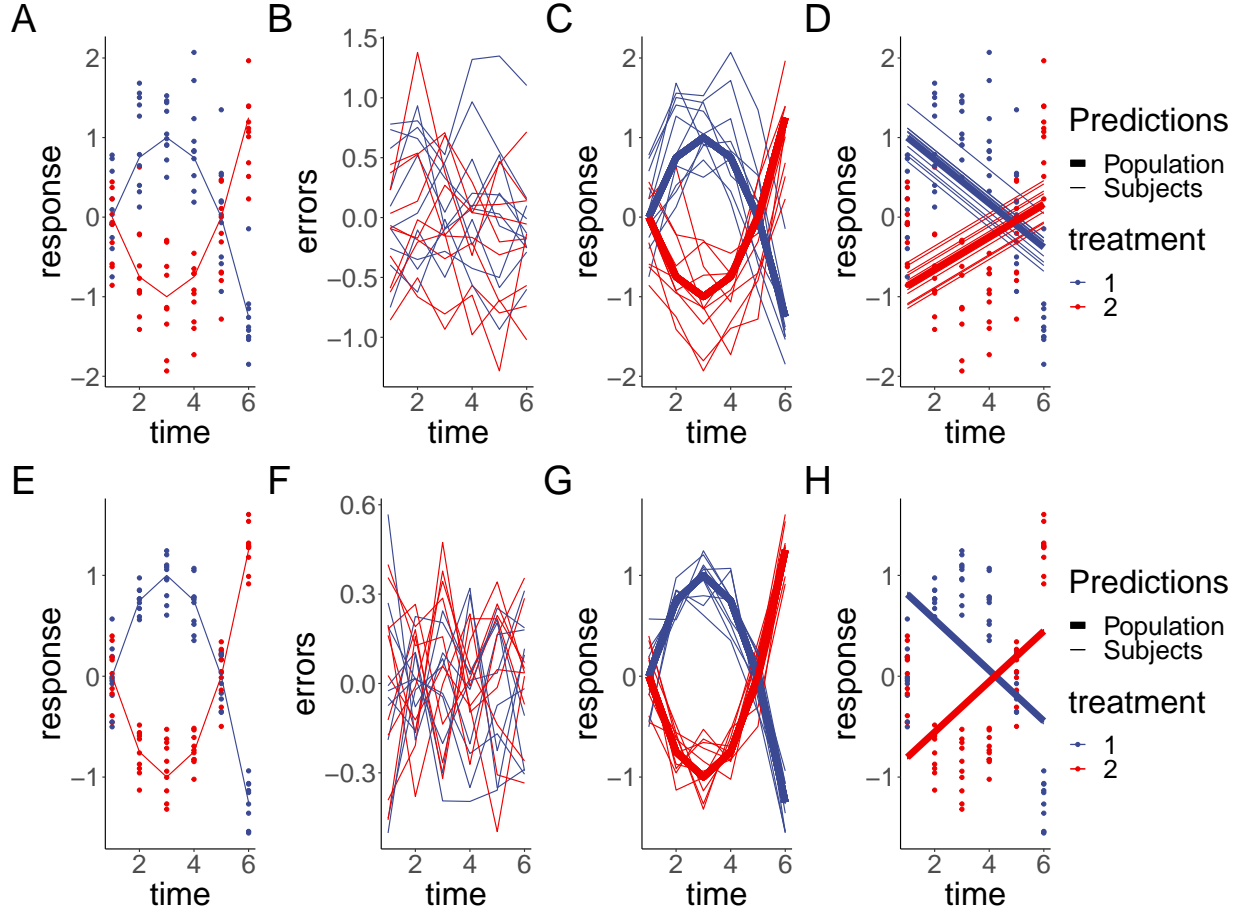 A
response
2
1
0
−1
−2
2
4
6
time
B
errors
1.5
1.0
0.5
0.0
−0.5
−1.0
2
4
6
time
C
response
2
1
0
−1
−2
2
4
6
time
D
response
2
1
0
−1
−2
2
4
6
time
Predictions
Population
Subjects
treatment
1
2
E
response
1
0
−1
2
4
6
time
F
errors
0.6
0.3
0.0
−0.3
2
4
6
time
G
response
1
0
−1
2
4
6
time
H
response
1
0
−1
2
4
6
time
Predictions
Population
Subjects
treatment
1
2